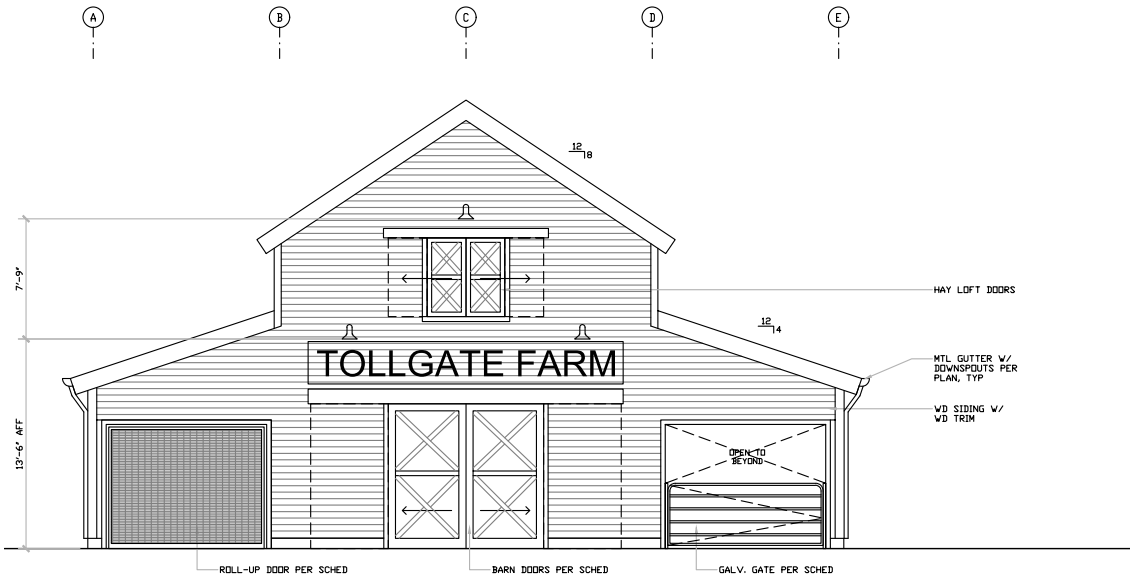 A
B
C
D
E
12
8
7'-9"
HAY LOFT DOORS
12
4
TOLLGATE FARM
MTL GUTTER W/
DOWNSPOUTS PER
PLAN, TYP
WD SIDING W/
WD TRIM
13'-6" AFF
OPEN TO
BEYOND
ROLL-UP DOOR PER SCHED
BARN DOORS PER SCHED
GALV. GATE PER SCHED